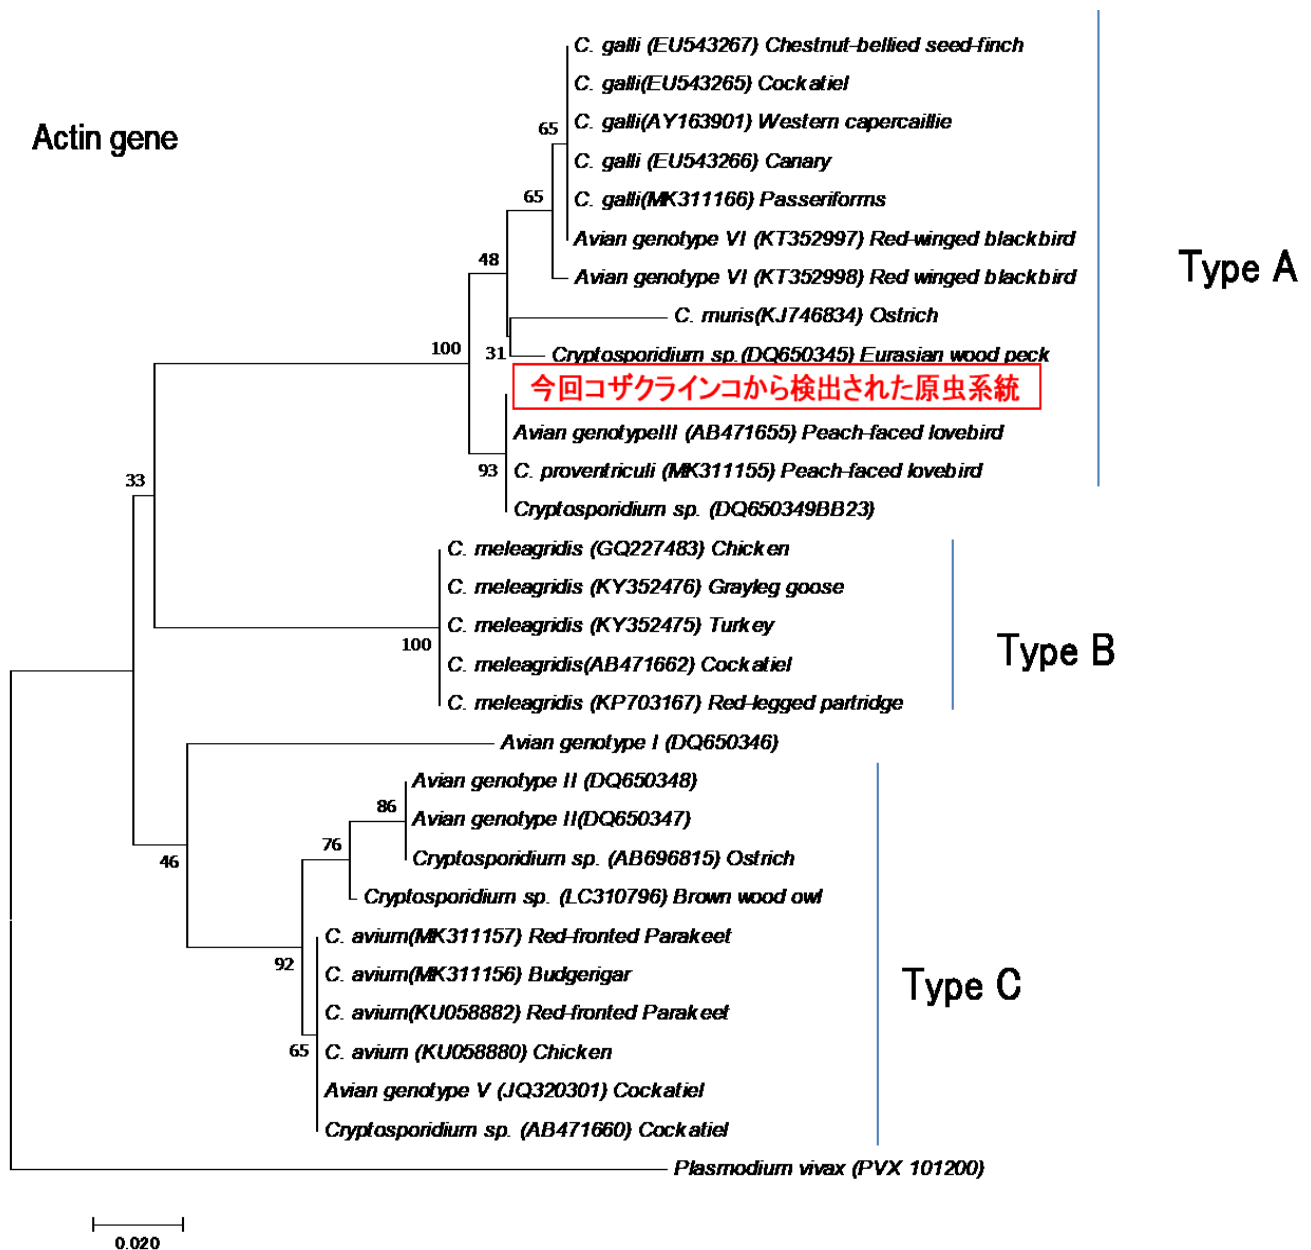 Actin gene
C. galli (EU543267) Chestnut-bellied seed-finch
C. galli(EU543265) Cockatiel
C. galli(AY163901) Western capercaillie
65
C. galli (EU543266) Canary
C. galli(MK311166) Passeriforms
65
Avian genotype VI (KT352997) Red-winged blackbird
48
Avian genotype VI (KT352998) Red winged blackbird
Type A
C. muris(KJ746834) Ostrich
100
31
Cryptosporidium sp.(DQ650345) Eurasian wood peck
今回コザクラインコから検出された原虫系統
Avian genotypeIII (AB471655) Peach-faced lovebird
93
C. proventriculi (MK311155) Peach-faced lovebird
33
Cryptosporidium sp. (DQ650349BB23)
C. meleagridis (GQ227483) Chicken
C. meleagridis (KY352476) Grayleg goose
C. meleagridis (KY352475) Turkey
100
Type B
C. meleagridis(AB471662) Cockatiel
C. meleagridis (KP703167) Red-legged partridge
Avian genotype I (DQ650346)
Avian genotype II (DQ650348)
86
Avian genotype II(DQ650347)
76
46
Cryptosporidium sp. (AB696815) Ostrich
Cryptosporidium sp. (LC310796) Brown wood owl
C. avium(MK311157) Red-fronted Parakeet
92
C. avium(MK311156) Budgerigar
Type C
C. avium(KU058882) Red-fronted Parakeet
65
C. avium (KU058880) Chicken
Avian genotype V (JQ320301) Cockatiel
Cryptosporidium sp. (AB471660) Cockatiel
Plasmodium vivax (PVX 101200)
0.020